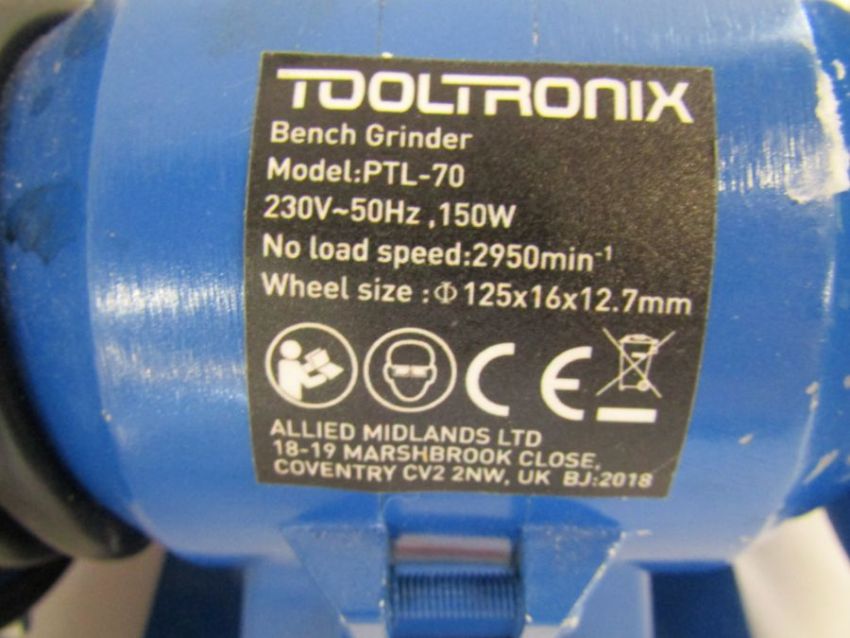 TOOLTRONIX
Bench Grinder
Model:PTL-70
230V~50Hz ,150W
No load speed:2950min⁻¹
Wheel size :Φ125x16x12.7mm
CE
ALLIED MIDLANDS LTD
18-19 MARSHBROOK CLOSE,
COVENTRY CV2 2NW, UK BJ:2018